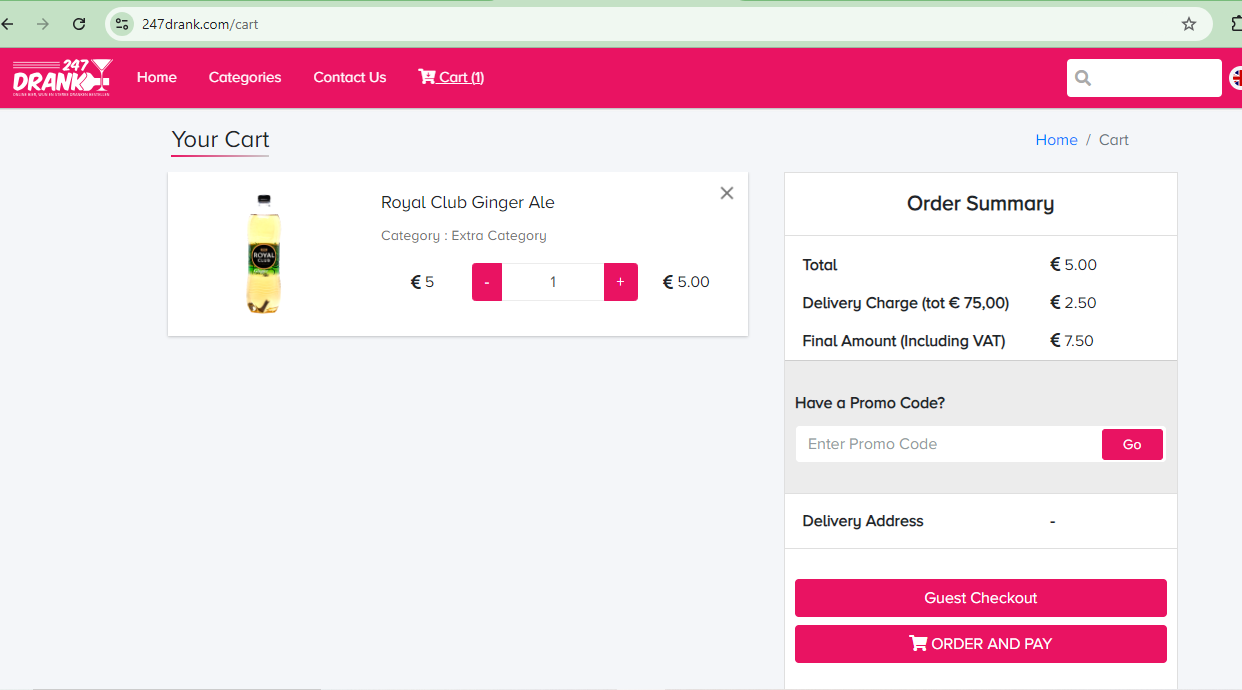 247drank.com/cart
247
DRANK
Home
Categories
Contact Us
Cart (1)
Your Cart
Home / Cart
Royal Club Ginger Ale
Category : Extra Category
€ 5
-
1
+
€ 5.00
ROYAL
CLUB
Order Summary
Total
€ 5.00
Delivery Charge (tot € 75,00)
€ 2.50
Final Amount (Including VAT)
€ 7.50
Have a Promo Code?
Enter Promo Code
Go
Delivery Address
-
Guest Checkout
ORDER AND PAY